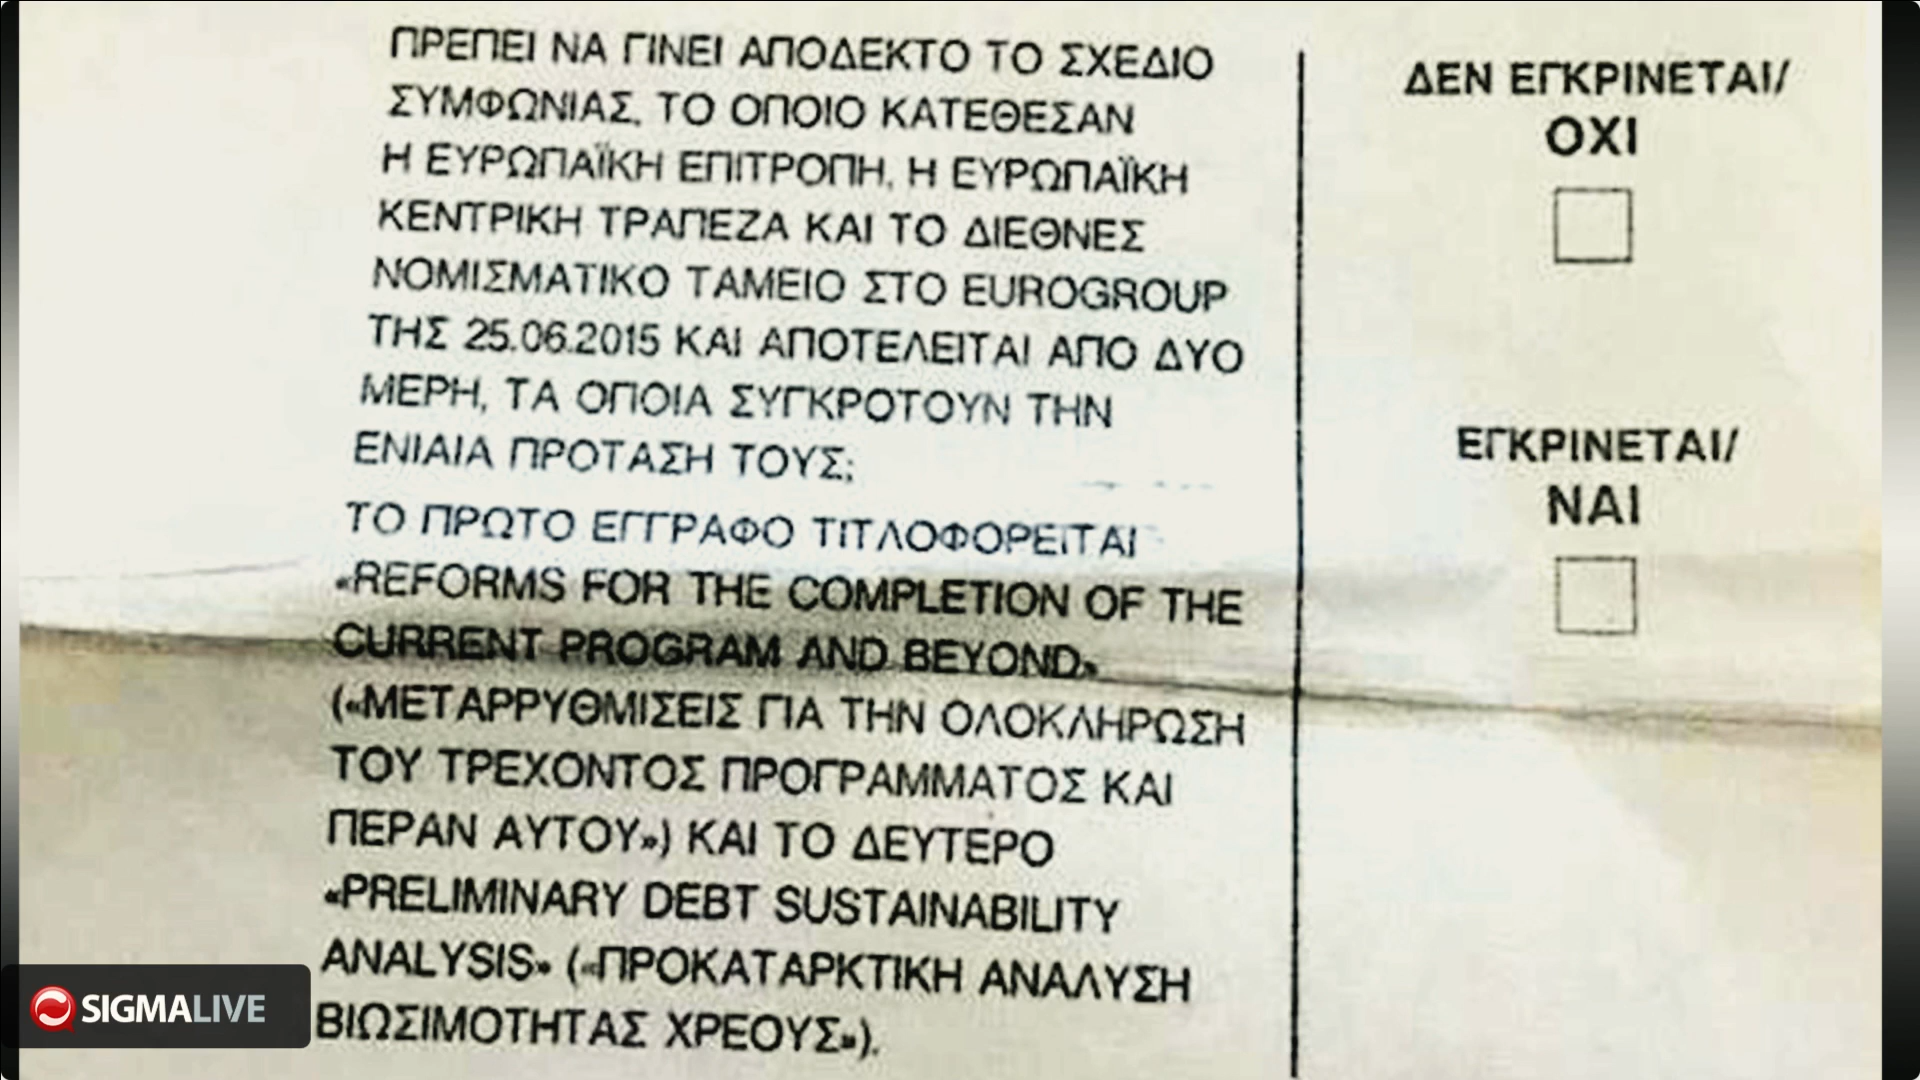 ΠΡΕΠΕΙ ΝΑ ΓΙΝΕΙ ΑΠΟΔΕΚΤΟ ΤΟ ΣΧΕΔΙΟ
ΣΥΜΦΩΝΙΑΣ, ΤΟ ΟΠΟΙΟ ΚΑΤΕΘΕΣΑΝ
Η ΕΥΡΩΠΑΪΚΗ ΕΠΙΤΡΟΠΗ, Η ΕΥΡΩΠΑΪΚΗ
ΚΕΝΤΡΙΚΗ ΤΡΑΠΕΖΑ ΚΑΙ ΤΟ ΔΙΕΘΝΕΣ
ΝΟΜΙΣΜΑΤΙΚΟ ΤΑΜΕΙΟ ΣΤΟ EUROGROUP
ΤΗΣ 25.06.2015 ΚΑΙ ΑΠΟΤΕΛΕΙΤΑΙ ΑΠΟ ΔΥΟ
ΜΕΡΗ, ΤΑ ΟΠΟΙΑ ΣΥΓΚΡΟΤΟΥΝ ΤΗΝ
ΕΝΙΑΙΑ ΠΡΟΤΑΣΗ ΤΟΥΣ;
ΤΟ ΠΡΩΤΟ ΕΓΓΡΑΦΟ ΤΙΤΛΟΦΟΡΕΙΤΑΙ
«REFORMS FOR THE COMPLETION OF THE
CURRENT PROGRAM AND BEYOND»
(«ΜΕΤΑΡΡΥΘΜΙΣΕΙΣ ΓΙΑ ΤΗΝ ΟΛΟΚΛΗΡΩΣΗ
ΤΟΥ ΤΡΕΧΟΝΤΟΣ ΠΡΟΓΡΑΜΜΑΤΟΣ ΚΑΙ
ΠΕΡΑΝ ΑΥΤΟΥ») ΚΑΙ ΤΟ ΔΕΥΤΕΡΟ
«PRELIMINARY DEBT SUSTAINABILITY
ANALYSIS» («ΠΡΟΚΑΤΑΡΚΤΙΚΗ ΑΝΑΛΥΣΗ
ΒΙΩΣΙΜΟΤΗΤΑΣ ΧΡΕΟΥΣ»).
ΔΕΝ ΕΓΚΡΙΝΕΤΑΙ/
ΟΧΙ
ΕΓΚΡΙΝΕΤΑΙ/
ΝΑΙ
SIGMALIVE